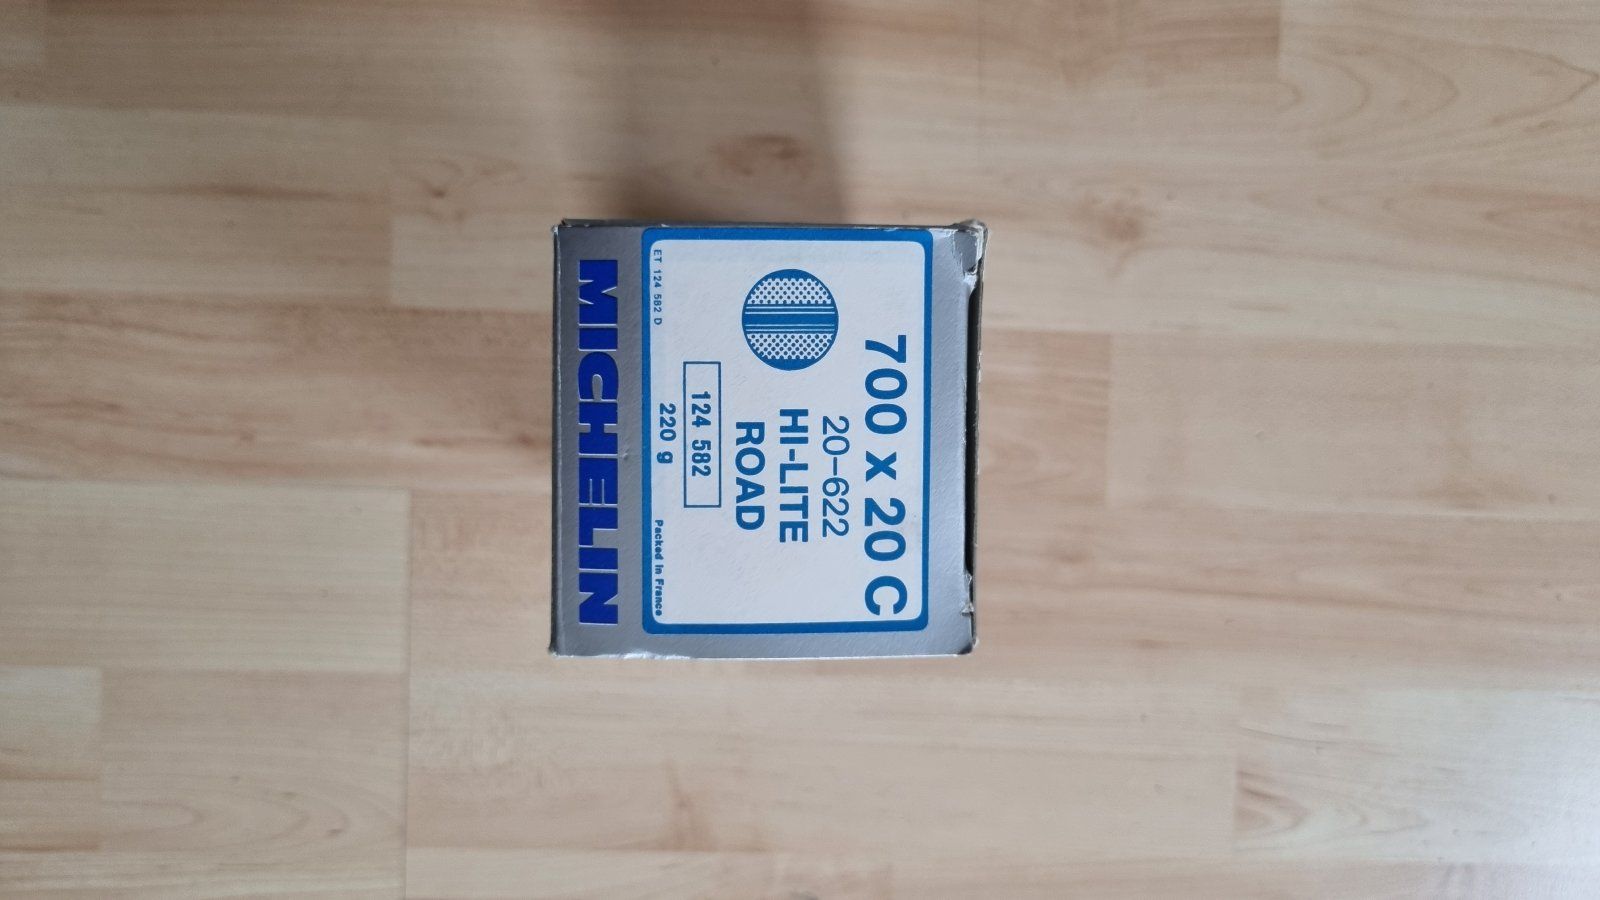 700 x 20 C
20–622
HI-LITE
ROAD
124 582
220 g
ET 124 582 D
Packed in France
MICHELIN